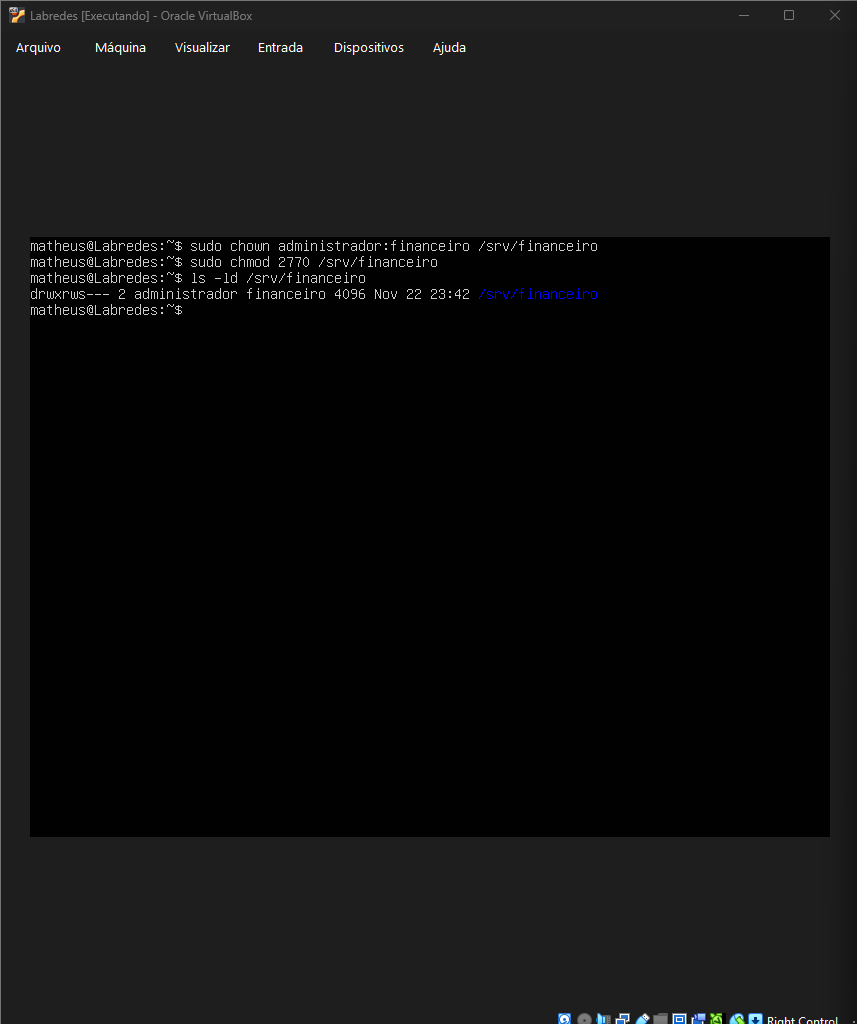 Labredes [Executando] - Oracle VirtualBox
Arquivo Máquina Visualizar Entrada Dispositivos Ajuda
matheus@Labredes:~$ sudo chown administrador:financeiro /srv/financeiro
matheus@Labredes:~$ sudo chmod 2770 /srv/financeiro
matheus@Labredes:~$ ls -ld /srv/financeiro
drwxrws--- 2 administrador financeiro 4096 Nov 22 23:42 /srv/financeiro
matheus@Labredes:~$
Right Control